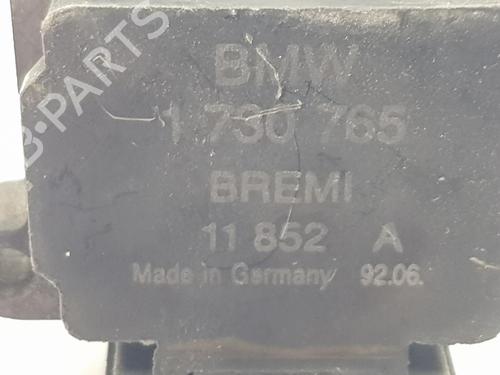 BMW
1 730 765
BREMI
11 852 A
Made in Germany 92.06.
B-PARTS